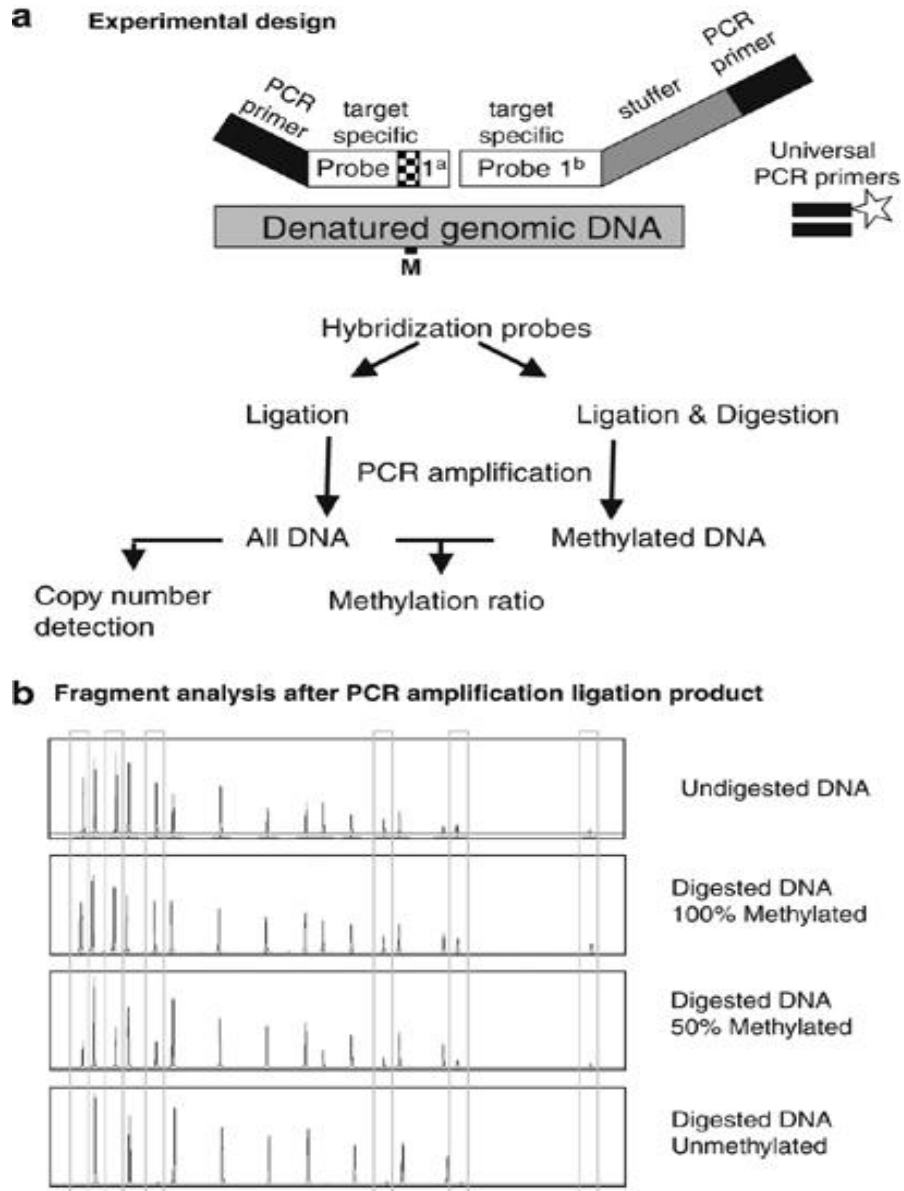 a Experimental design
PCR
primer
target
specific
target
specific
stuffer
PCR
primer
Probe 1a
Probe 1b
Universal
PCR primers
Denatured genomic DNA
M
Hybridization probes
Ligation
Ligation & Digestion
PCR amplification
All DNA
Methylated DNA
Copy number
detection
Methylation ratio
b Fragment analysis after PCR amplification ligation product
Undigested DNA
Digested DNA
100% Methylated
Digested DNA
50% Methylated
Digested DNA
Unmethylated